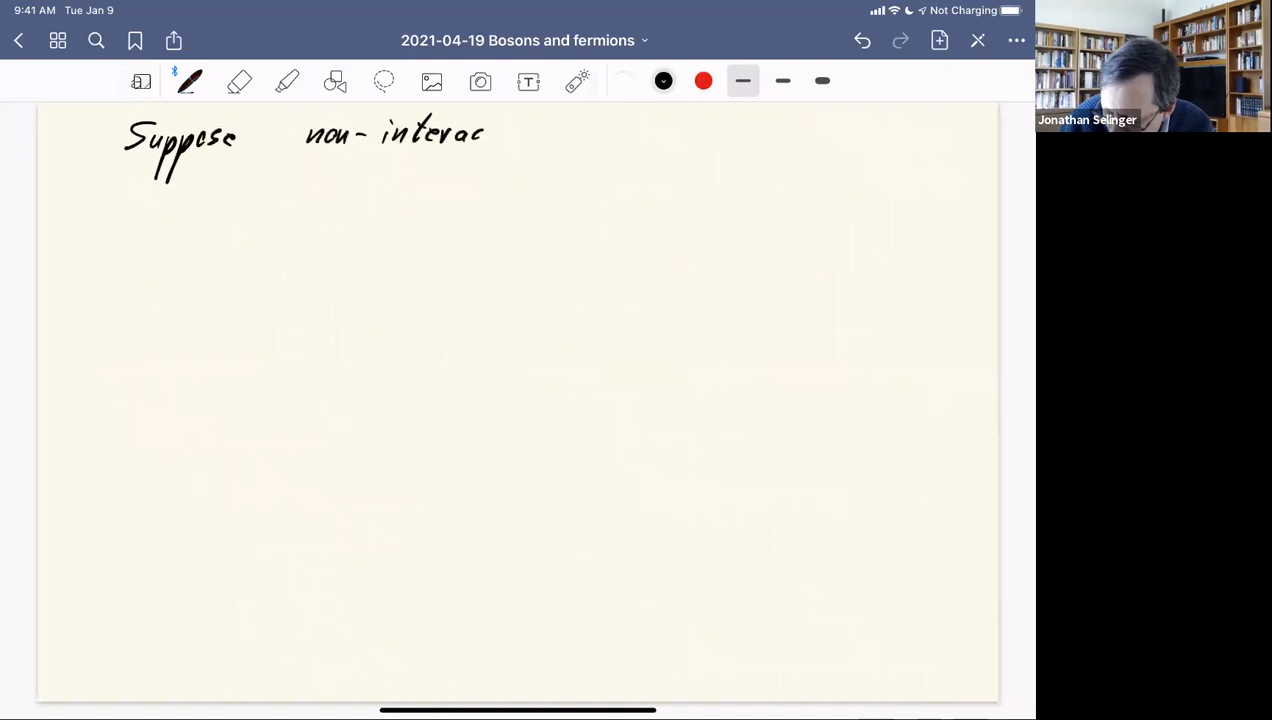 9:41 AM Tue Jan 9
Not Charging
2021-04-19 Bosons and fermions
T
Jonathan Selinger
Suppose non-interac